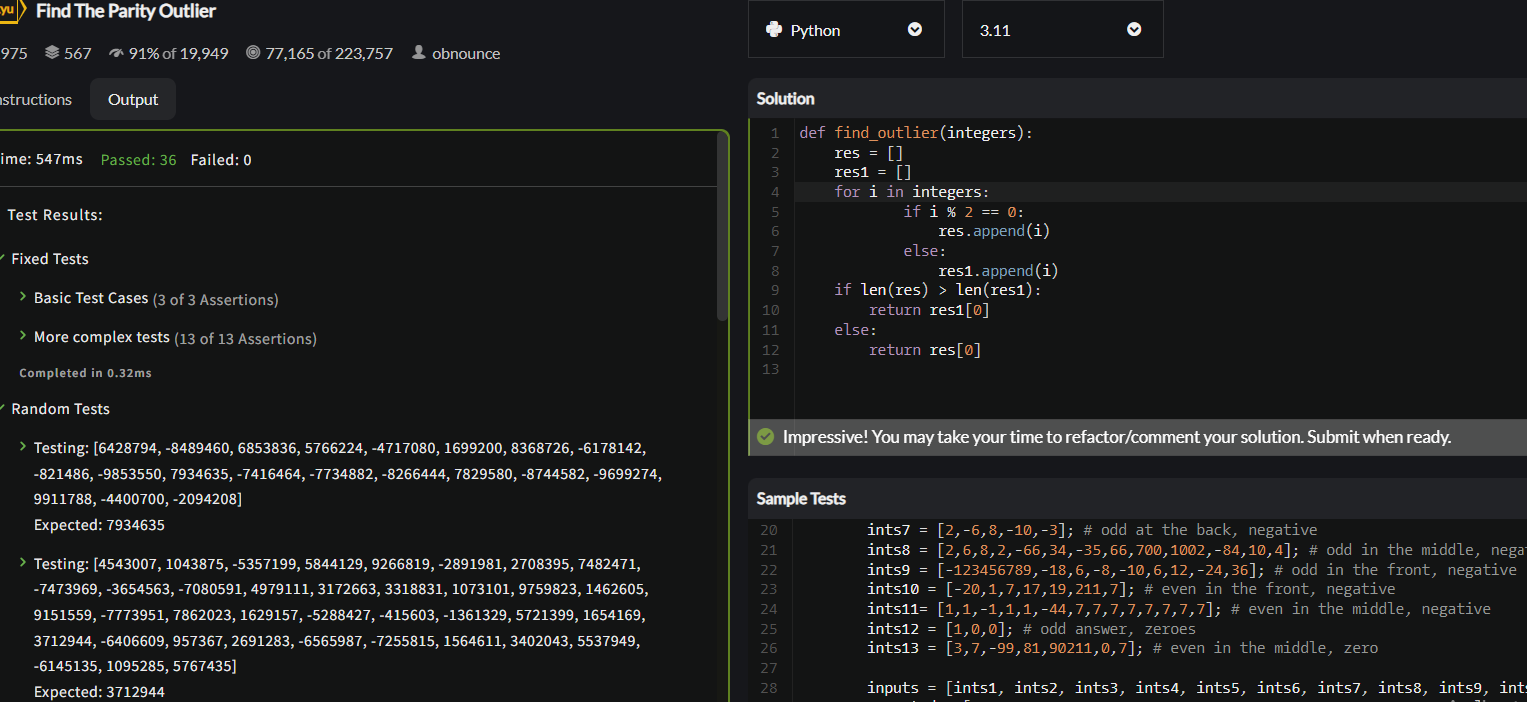 yu Find The Parity Outlier
975 567 91% of 19,949 77,165 of 223,757 obnounce
nstructions Output
ime: 547ms Passed: 36 Failed: 0
Test Results:
Fixed Tests
Basic Test Cases (3 of 3 Assertions)
More complex tests (13 of 13 Assertions)
Completed in 0.32ms
Random Tests
Testing: [6428794, -8489460, 6853836, 5766224, -4717080, 1699200, 8368726, -6178142,
-821486, -9853550, 7934635, -7416464, -7734882, -8266444, 7829580, -8744582, -9699274,
9911788, -4400700, -2094208]
Expected: 7934635
Testing: [4543007, 1043875, -5357199, 5844129, 9266819, -2891981, 2708395, 7482471,
-7473969, -3654563, -7080591, 4979111, 3172663, 3318831, 1073101, 9759823, 1462605,
9151559, -7773951, 7862023, 1629157, -5288427, -415603, -1361329, 5721399, 1654169,
3712944, -6406609, 957367, 2691283, -6565987, -7255815, 1564611, 3402043, 5537949,
-6145135, 1095285, 5767435]
Expected: 3712944
Python 3.11
Solution
1 def find_outlier(integers):
2 res = []
3 res1 = []
4 for i in integers:
5 if i % 2 == 0:
6 res.append(i)
7 else:
8 res1.append(i)
9 if len(res) > len(res1):
10 return res1[0]
11 else:
12 return res[0]
13
Impressive! You may take your time to refactor/comment your solution. Submit when ready.
Sample Tests
20 ints7 = [2,-6,8,-10,-3]; # odd at the back, negative
21 ints8 = [2,6,8,2,-66,34,-35,66,700,1002,-84,10,4]; # odd in the middle, nega
22 ints9 = [-123456789,-18,6,-8,-10,6,12,-24,36]; # odd in the front, negative
23 ints10 = [-20,1,7,17,19,211,7]; # even in the front, negative
24 ints11= [1,1,-1,1,1,-44,7,7,7,7,7,7,7,7]; # even in the middle, negative
25 ints12 = [1,0,0]; # odd answer, zeroes
26 ints13 = [3,7,-99,81,90211,0,7]; # even in the middle, zero
27
28 inputs = [ints1, ints2, ints3, ints4, ints5, ints6, ints7, ints8, ints9, ints